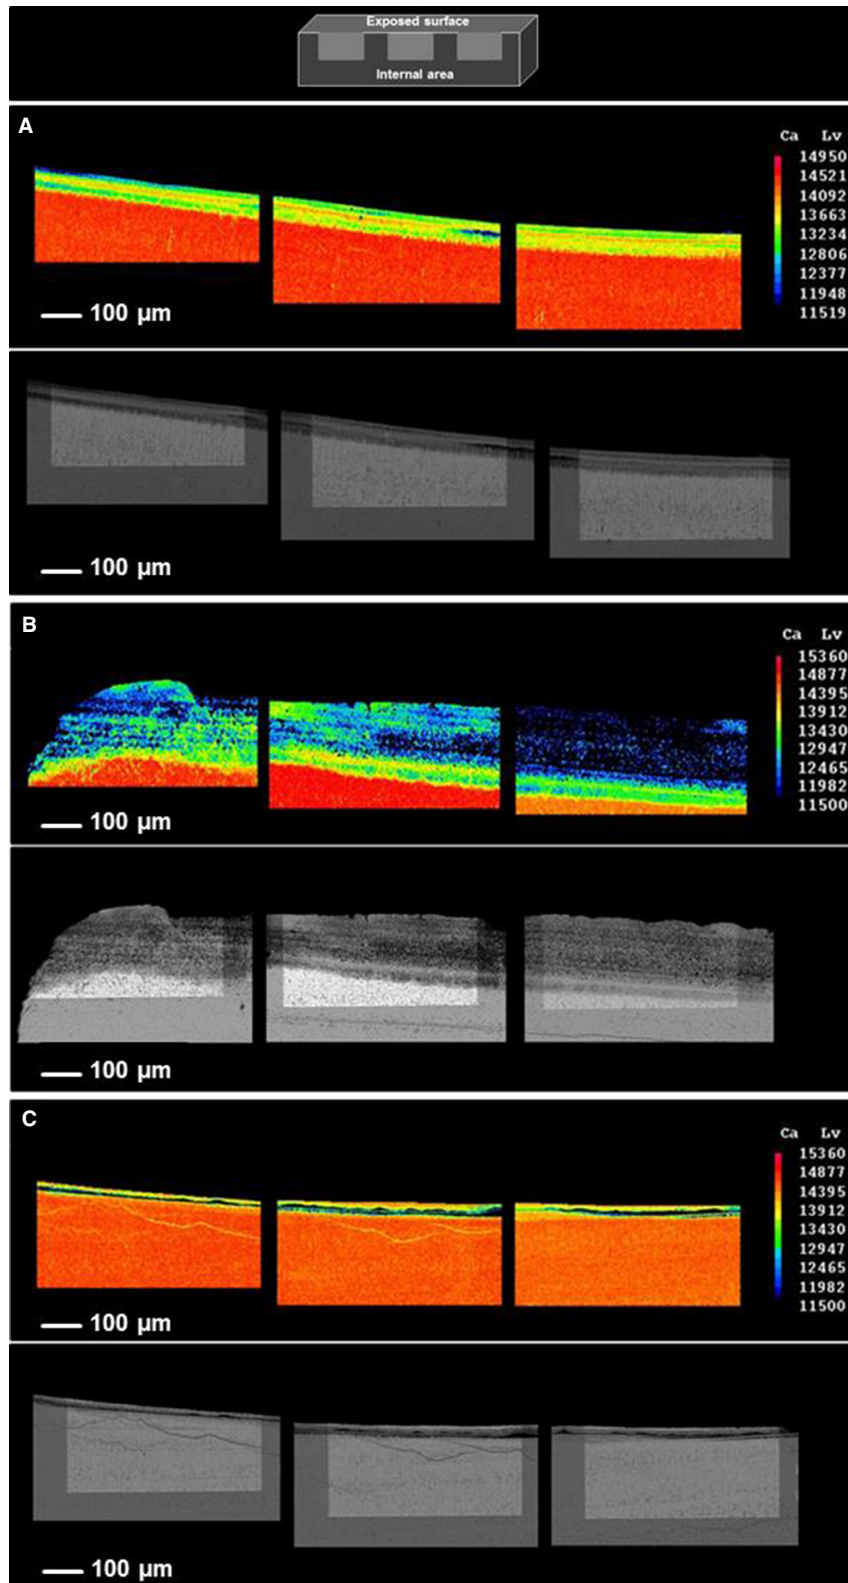 Exposed surface
Internal area
A
Ca Lv
14950
14521
14092
13663
13234
12806
12377
11948
11519
100 µm
100 µm
B
Ca Lv
15360
14877
14395
13912
13430
12947
12465
11982
11500
100 µm
100 µm
C
Ca Lv
15360
14877
14395
13912
13430
12947
12465
11982
11500
100 µm
100 µm